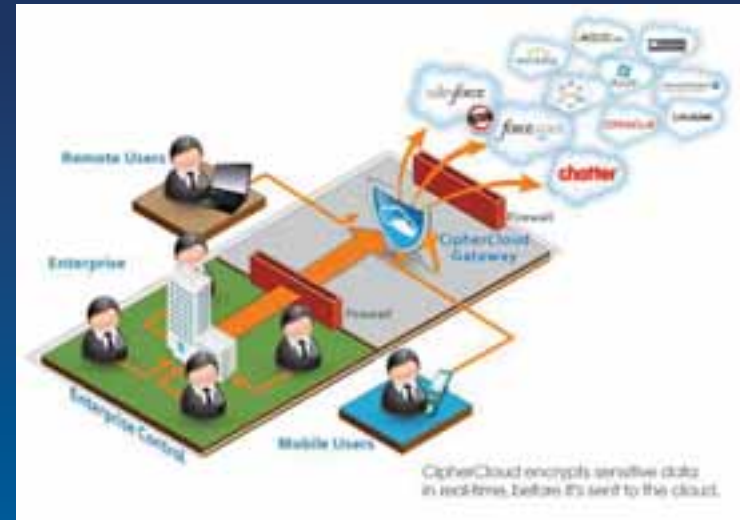 salesforce
force.com
ORACLE
chatter
Remote Users
Firewall
CipherCloud
Gateway
Enterprise
Firewall
Enterprise Control
Mobile Users
CipherCloud encrypts sensitive data
in real-time, before it's sent to the cloud.